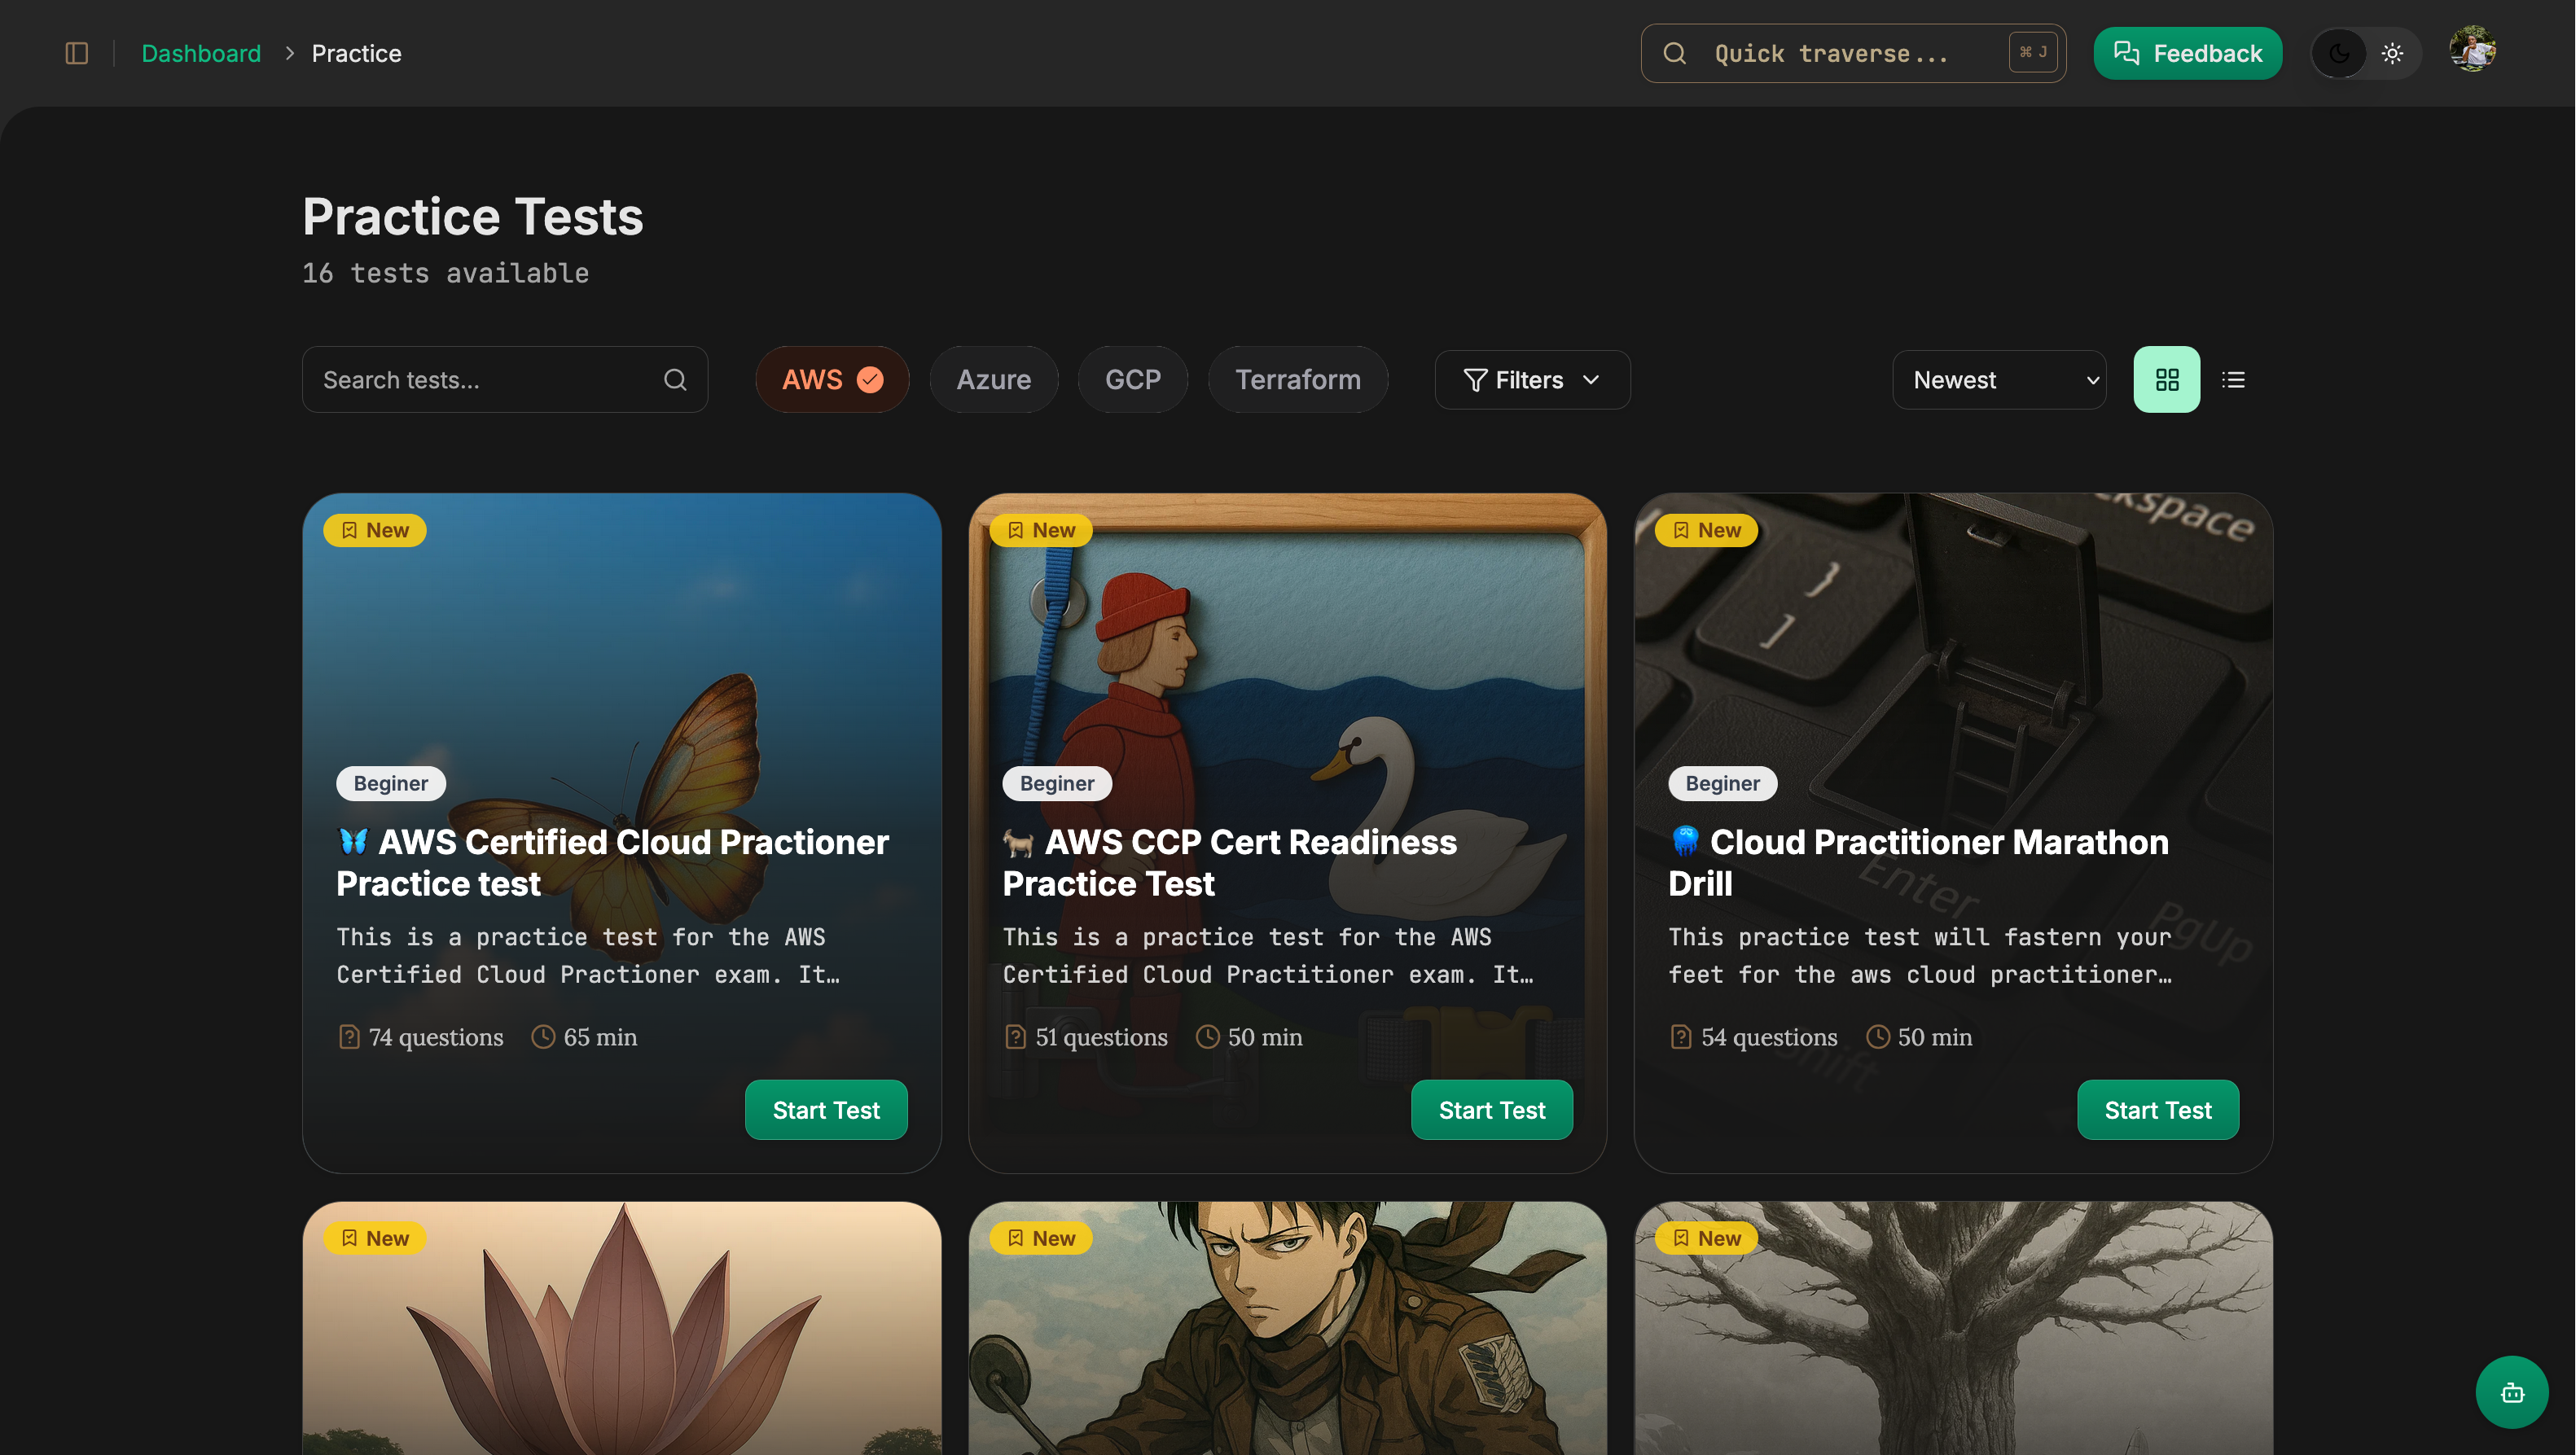 Dashboard > Practice
Quick traverse...
⌘ J
Feedback
Practice Tests
16 tests available
Search tests...
AWS
Azure
GCP
Terraform
Filters
Newest
New
Beginer
🦋 AWS Certified Cloud Practioner
Practice test
This is a practice test for the AWS
Certified Cloud Practioner exam. It…
74 questions
65 min
Start Test
New
Beginer
🐐 AWS CCP Cert Readiness
Practice Test
This is a practice test for the AWS
Certified Cloud Practitioner exam. It…
51 questions
50 min
Start Test
kspace
}
]
Enter
PgUp
Shift
New
Beginer
🪼 Cloud Practitioner Marathon
Drill
This practice test will fastern your
feet for the aws cloud practitioner…
54 questions
50 min
Start Test
New
New
New